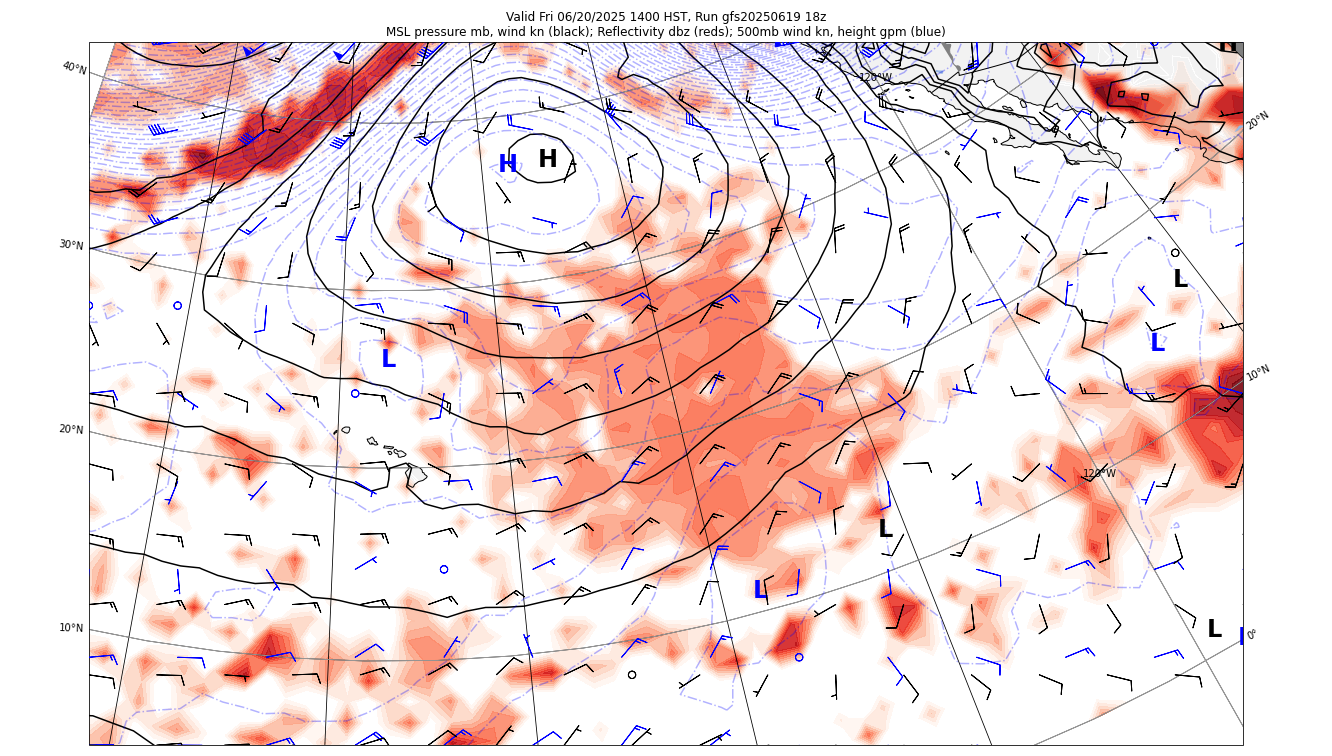 Valid Fri 06/20/2025 1400 HST, Run gfs20250619 18z
MSL pressure mb, wind kn (black); Reflectivity dbz (reds); 500mb wind kn, height gpm (blue)
40°N
120°W
20°N
H H
30°N
L
L
L
10°N
20°N
120°W
L
L
10°N
L
0°